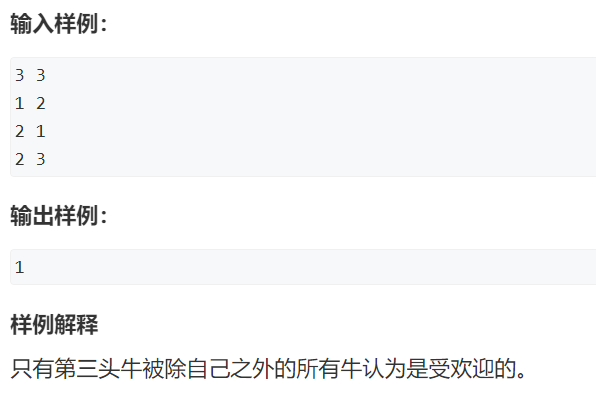 输入样例：
3 3
1 2
2 1
2 3
输出样例：
1
样例解释
只有第三头牛被除自己之外的所有牛认为是受欢迎的。